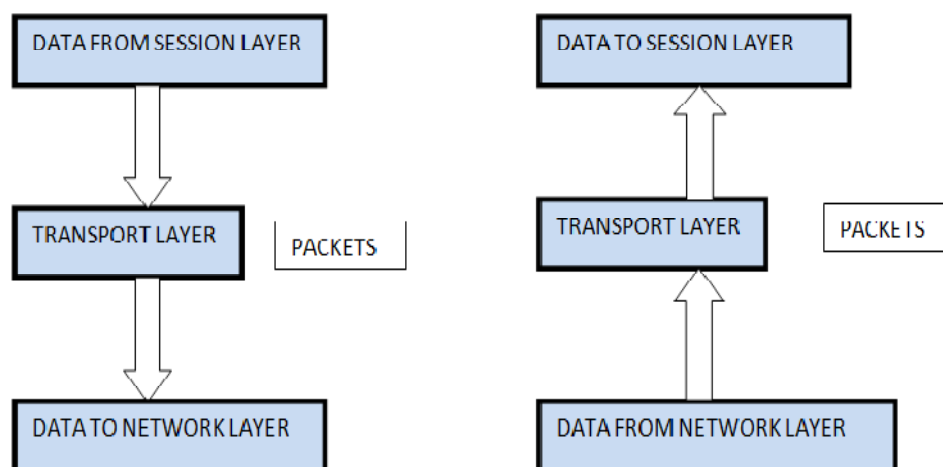 DATA FROM SESSION LAYER
TRANSPORT LAYER
PACKETS
DATA TO NETWORK LAYER
DATA TO SESSION LAYER
TRANSPORT LAYER
PACKETS
DATA FROM NETWORK LAYER